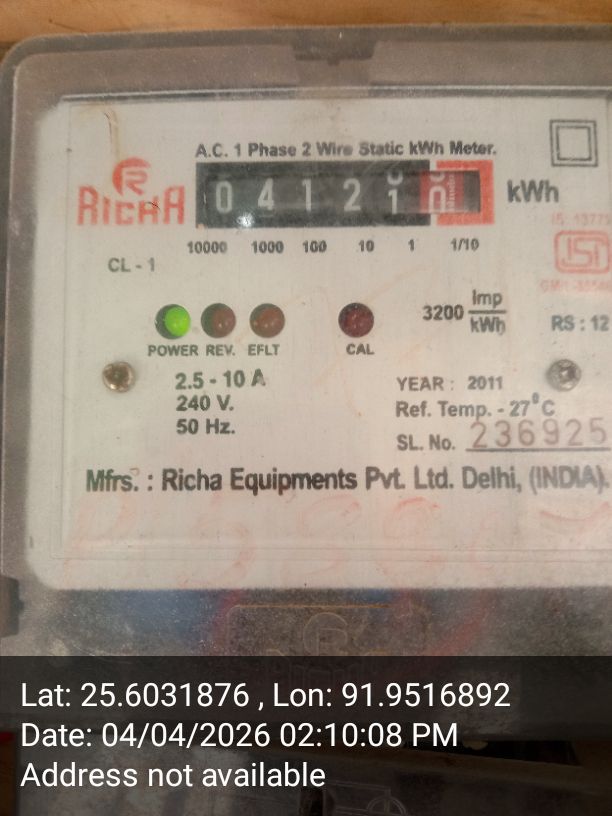 A.C. 1 Phase 2 Wire Static kWh Meter.
RICHA
0 4 1 2 1 0 kWh
10000 1000 100 10 1 1/10
CL - 1
3200 Imp/kWh
RS : 12
POWER REV. EFLT CAL
2.5 - 10 A
240 V.
50 Hz.
YEAR : 2011
Ref. Temp. - 27°C
SL. No. 236925
Mfrs. : Richa Equipments Pvt. Ltd. Delhi, (INDIA).
Lat: 25.6031876 , Lon: 91.9516892
Date: 04/04/2026 02:10:08 PM
Address not available